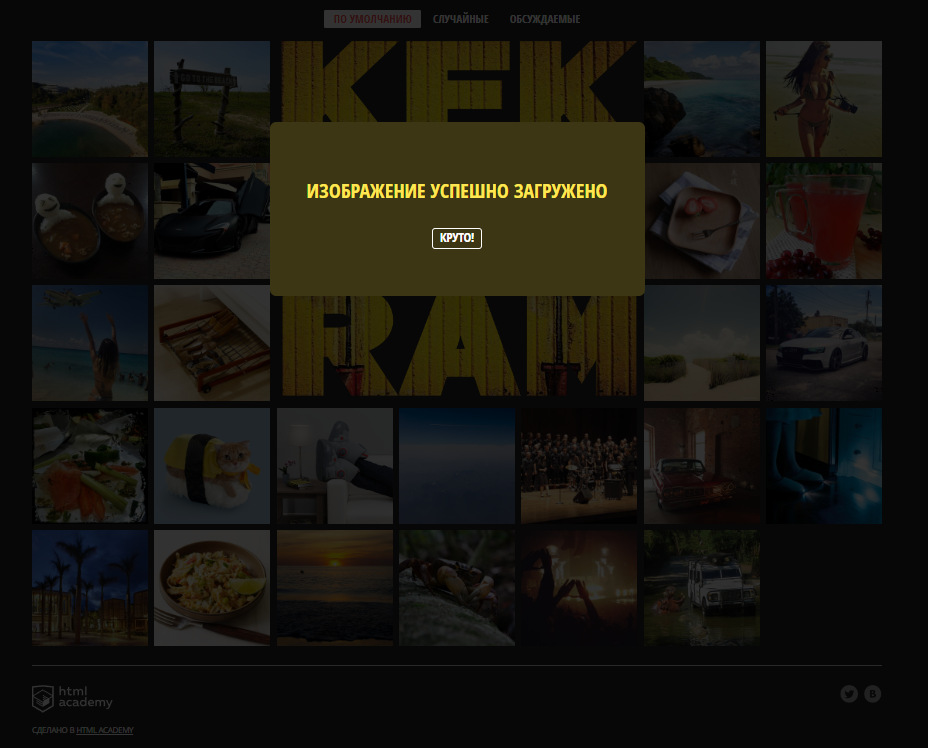 ПО УМОЛЧАНИЮ СЛУЧАЙНЫЕ ОБСУЖДАЕМЫЕ
KEK
ИЗОБРАЖЕНИЕ УСПЕШНО ЗАГРУЖЕНО
КРУТО!
RAM
html
academy
СДЕЛАНО В HTML ACADEMY
B